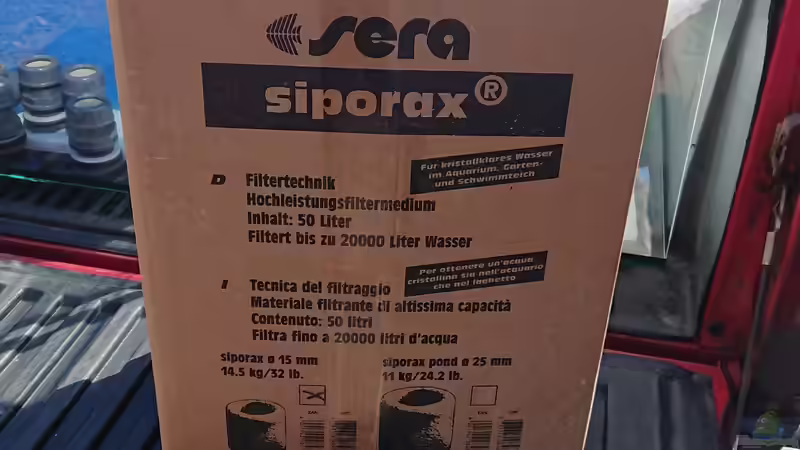 sera
siporax®
Für kristallklares Wasser
im Aquarium, Garten-
und Schwimmteich
D Filtertechnik
Hochleistungsfiltermedium
Inhalt: 50 Liter
Filtert bis zu 20000 Liter Wasser
Per ottenere un'acqua
cristallina sia nell'acquario
che nel laghetto
I Tecnica del filtraggio
Materiale filtrante di altissima capacità
Contenuto: 50 litri
Filtra fino a 20000 litri d'acqua
siporax ø 15 mm
14.5 kg/32 lb.
siporax pond ø 25 mm
11 kg/24.2 lb.